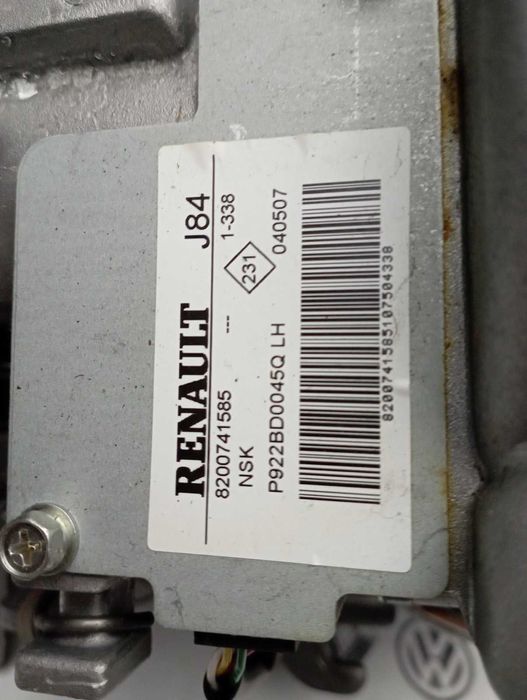 RENAULT J84
8200741585 --- 1-338
NSK 231
P922BD0045Q LH 040507
8200741585107504338